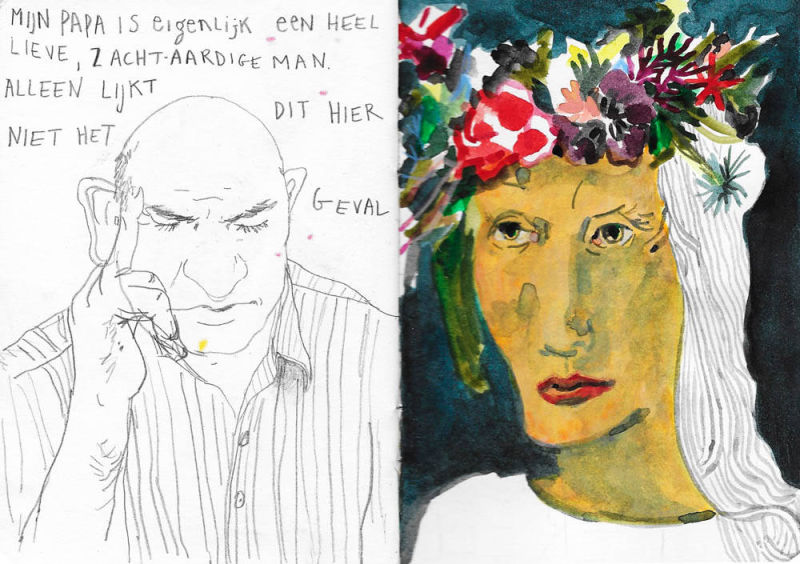 MIJN PAPA IS eigenlijk een HEEL
LIEVE, ZACHT-AARDIGE MAN.
ALLEEN LIJKT DIT HIER
NIET HET GEVAL